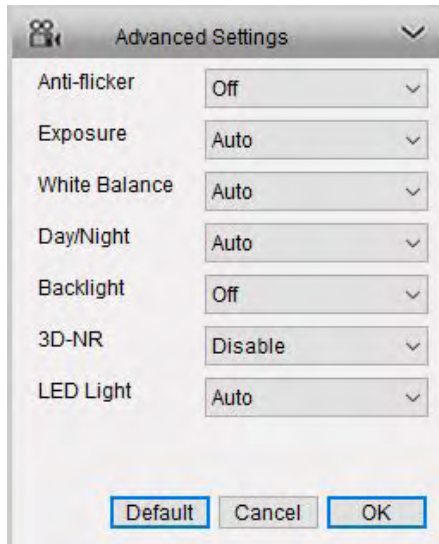 Advanced Settings
Anti-flicker Off
Exposure Auto
White Balance Auto
Day/Night Auto
Backlight Off
3D-NR Disable
LED Light Auto
Default Cancel OK